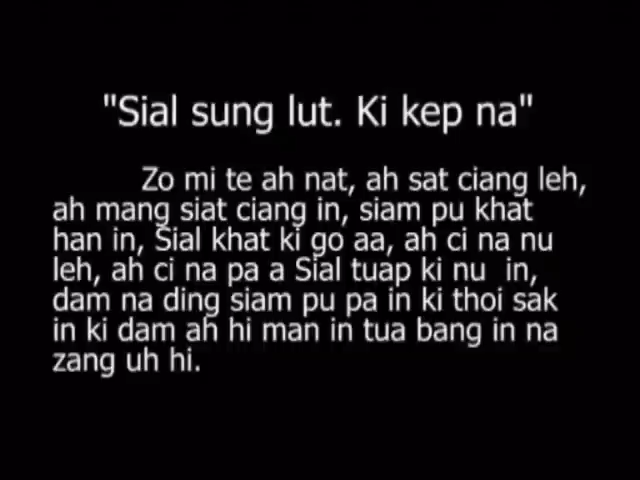 "Sial sung lut. Ki kep na"
Zo mi te ah nat, ah sat ciang leh,
ah mang siat ciang in, siam pu khat
han in, Sial khat ki go aa, ah ci na nu
leh, ah ci na pa a Sial tuap ki nu in,
dam na ding siam pu pa in ki thoi sak
in ki dam ah hi man in tua bang in na
zang uh hi.